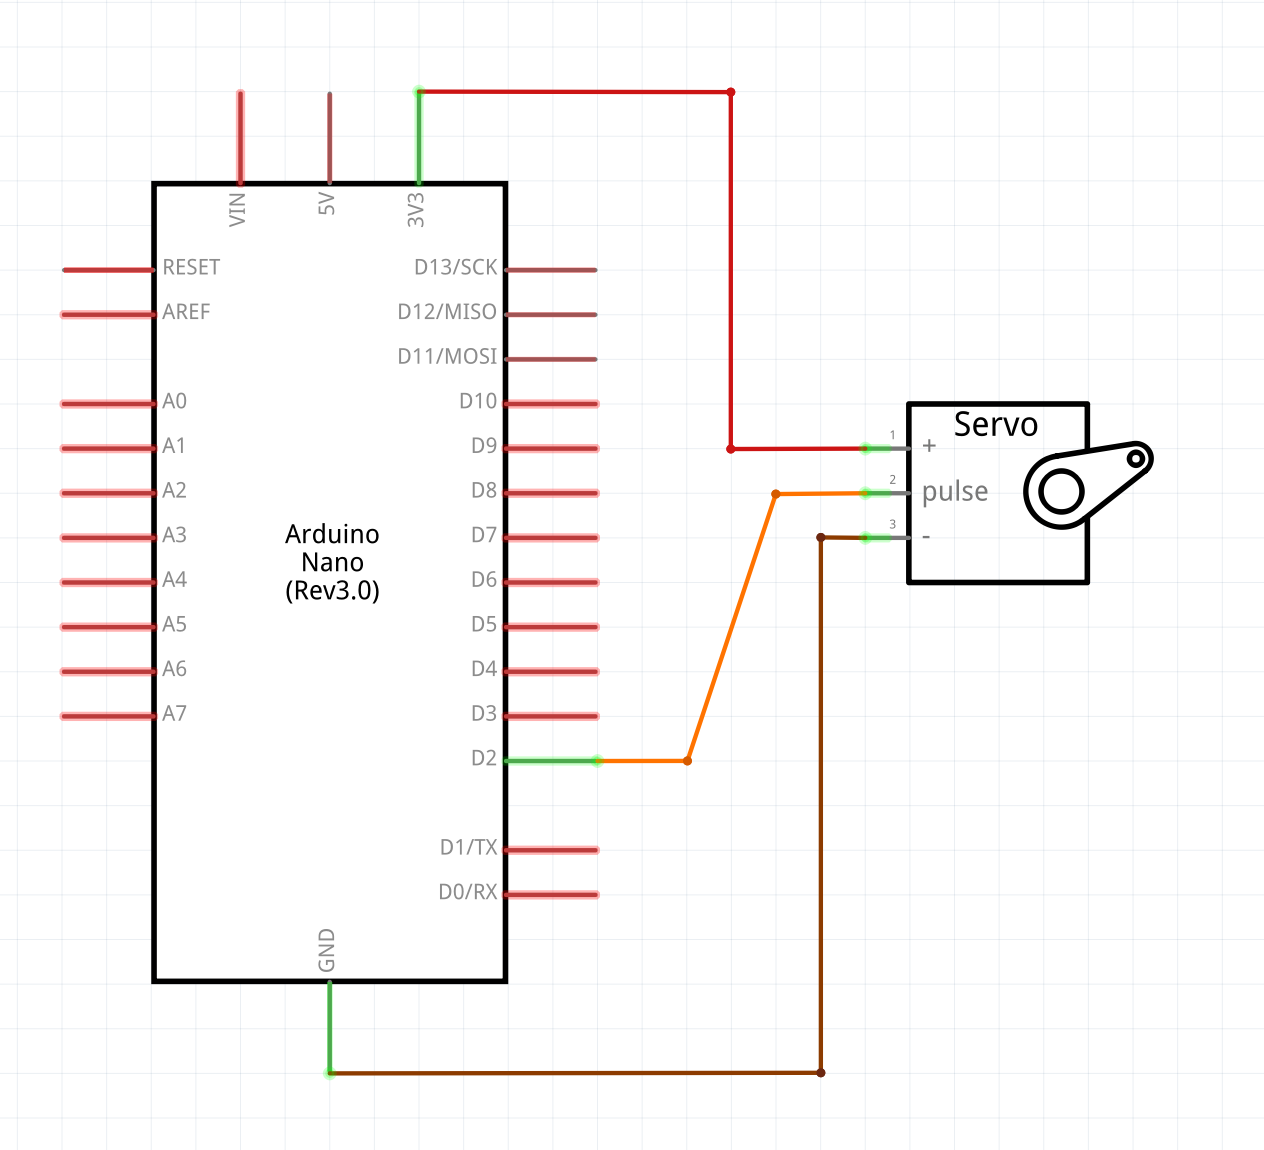 VIN
5V
3V3
RESET
D13/SCK
AREF
D12/MISO
D11/MOSI
A0
D10
A1
D9
A2
D8
A3
D7
Arduino
Nano
(Rev3.0)
A4
D6
A5
D5
A6
D4
A7
D3
D2
D1/TX
D0/RX
GND
Servo
1
+
2
pulse
3
-